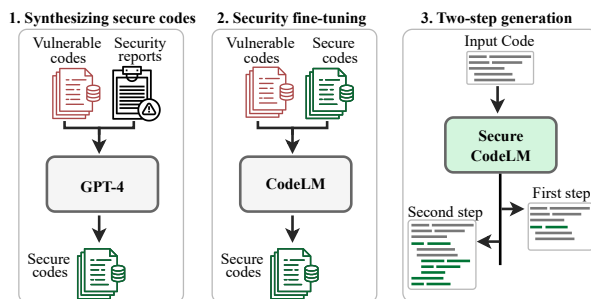 1. Synthesizing secure codes
Vulnerable
codes
Security
reports
GPT-4
Secure
codes
2. Security fine-tuning
Vulnerable
codes
Secure
codes
CodeLM
Secure
codes
3. Two-step generation
Input Code
Secure
CodeLM
First step
Second step